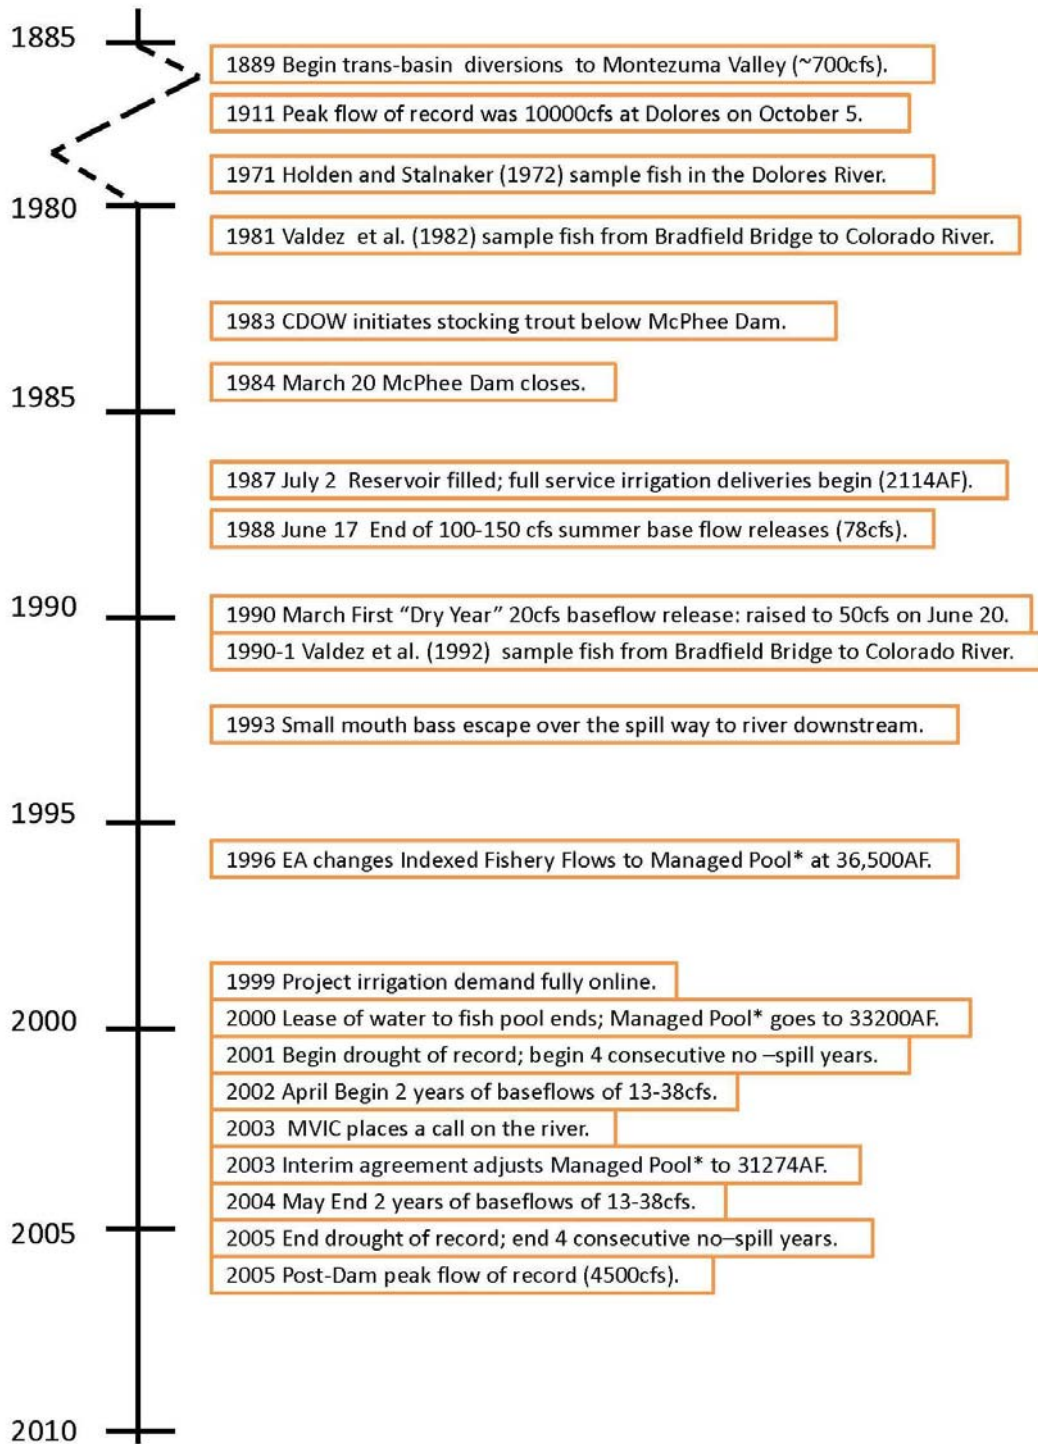 1885
1889 Begin trans-basin diversions to Montezuma Valley (~700cfs).
1911 Peak flow of record was 10000cfs at Dolores on October 5.
1971 Holden and Stalnaker (1972) sample fish in the Dolores River.
1980
1981 Valdez et al. (1982) sample fish from Bradfield Bridge to Colorado River.
1983 CDOW initiates stocking trout below McPhee Dam.
1984 March 20 McPhee Dam closes.
1985
1987 July 2 Reservoir filled; full service irrigation deliveries begin (2114AF).
1988 June 17 End of 100-150 cfs summer base flow releases (78cfs).
1990
1990 March First “Dry Year” 20cfs baseflow release: raised to 50cfs on June 20.
1990-1 Valdez et al. (1992) sample fish from Bradfield Bridge to Colorado River.
1993 Small mouth bass escape over the spill way to river downstream.
1995
1996 EA changes Indexed Fishery Flows to Managed Pool* at 36,500AF.
1999 Project irrigation demand fully online.
2000
2000 Lease of water to fish pool ends; Managed Pool* goes to 33200AF.
2001 Begin drought of record; begin 4 consecutive no –spill years.
2002 April Begin 2 years of baseflows of 13-38cfs.
2003 MVIC places a call on the river.
2003 Interim agreement adjusts Managed Pool* to 31274AF.
2004 May End 2 years of baseflows of 13-38cfs.
2005
2005 End drought of record; end 4 consecutive no–spill years.
2005 Post-Dam peak flow of record (4500cfs).
2010